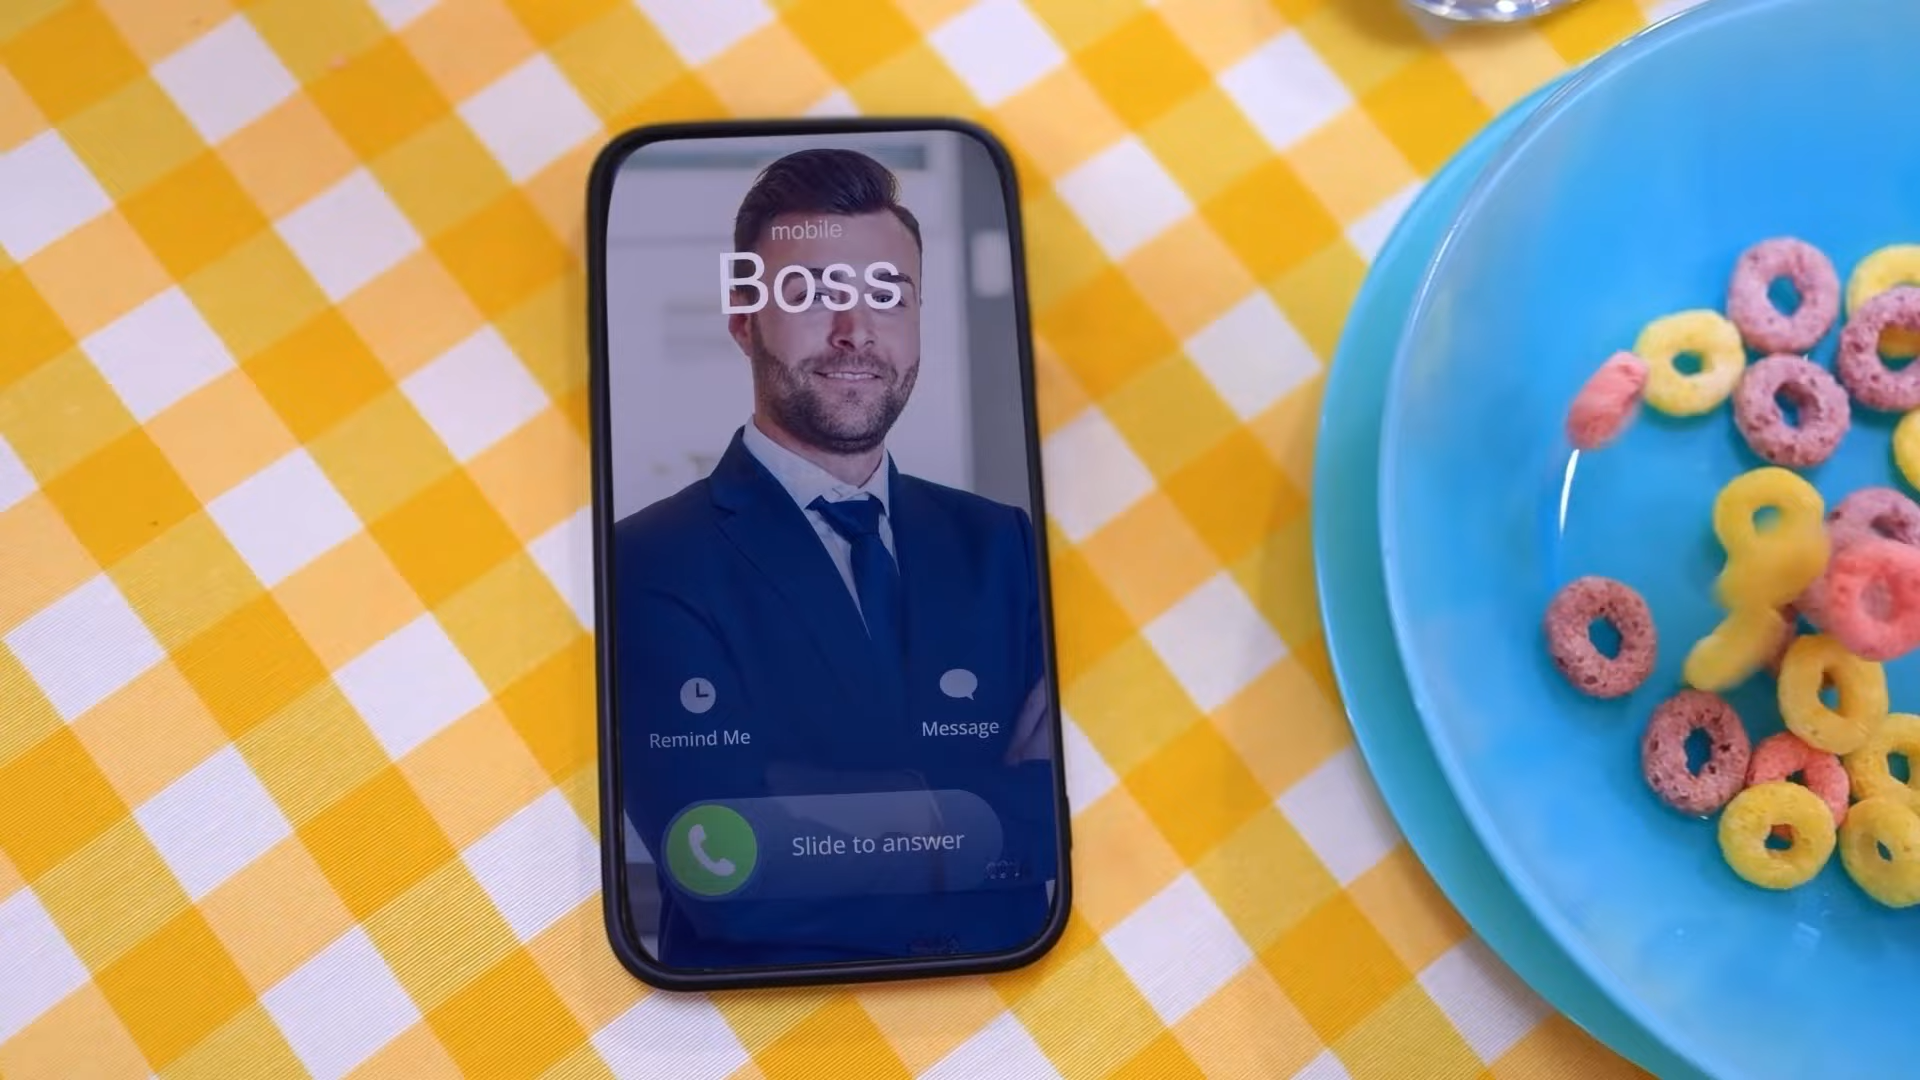 mobile
Boss
Remind Me
Message
Slide to answer